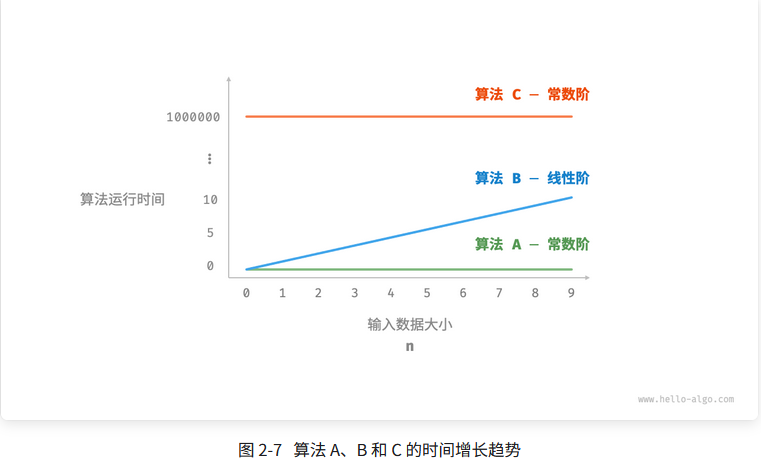 算法 C — 常数阶
1000000
⋮
算法 B — 线性阶
算法运行时间
10
5
算法 A — 常数阶
0
0 1 2 3 4 5 6 7 8 9
输入数据大小
n
www.hello-algo.com
图 2-7 算法 A、B 和 C 的时间增长趋势